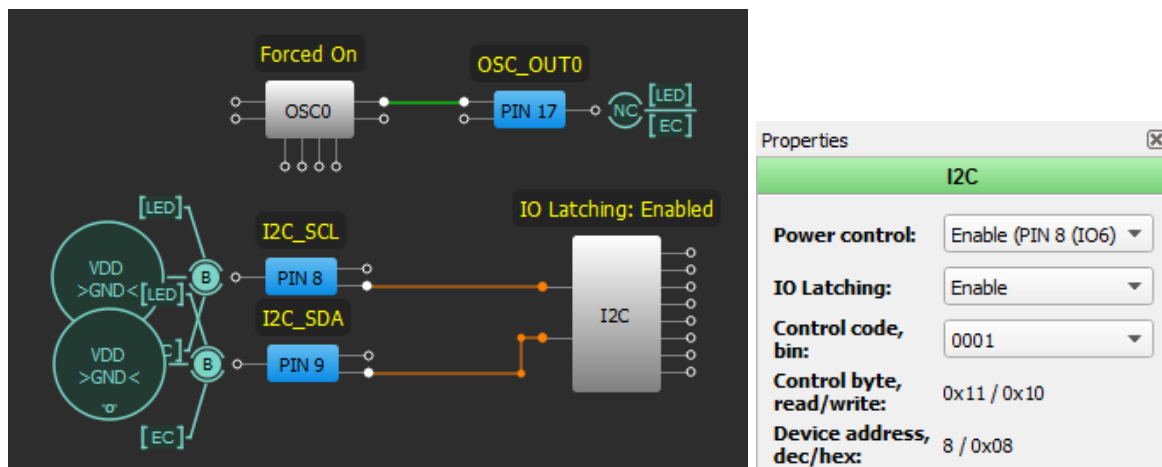 Forced On
OSC_OUT0
OSC0
PIN 17
NC
[LED]
[EC]
IO Latching: Enabled
[LED]
I2C_SCL
VDD
>GND<
B
PIN 8
[LED]
I2C_SDA
I2C
VDD
>GND<
"0"
C]
B
PIN 9
[EC]
Properties
I2C
Power control: Enable (PIN 8 (IO6)
IO Latching: Enable
Control code, bin: 0001
Control byte, read/write: 0x11 / 0x10
Device address, dec/hex: 8 / 0x08